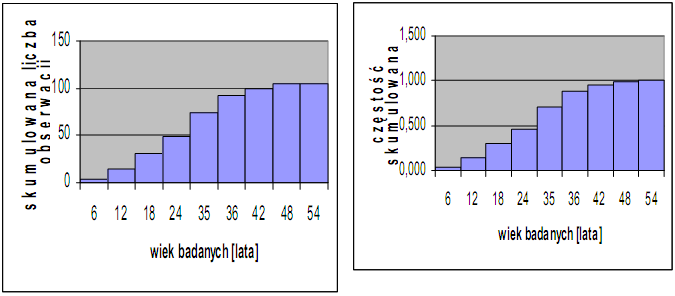 skumulowana liczba
obserwacji
150
100
50
0
6 12 18 24 35 36 42 48 54
wiek badanych [lata]
częstość
skumulowana
1,500
1,000
0,500
0,000
6 12 18 24 35 36 42 48 54
wiek badanych [lata]